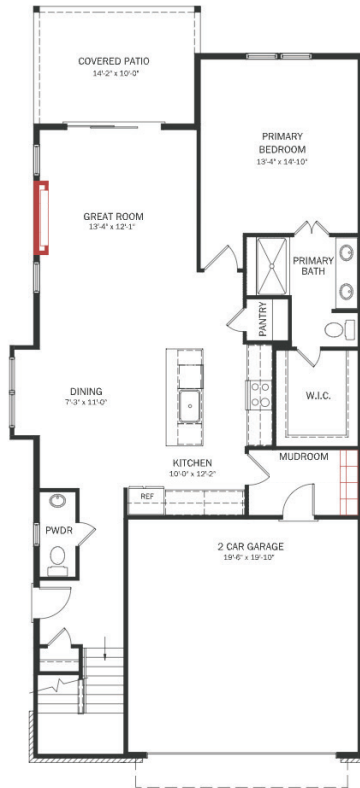 COVERED PATIO
14'-2" x 10'-0"
PRIMARY
BEDROOM
13'-4" x 14'-10"
GREAT ROOM
13'-4" x 12'-1"
PRIMARY
BATH
PANTRY
DINING
7'-3" x 11'-0"
W.I.C.
KITCHEN
10'-0" x 12'-2"
MUDROOM
REF
PWDR
2 CAR GARAGE
19'-6" x 19'-10"